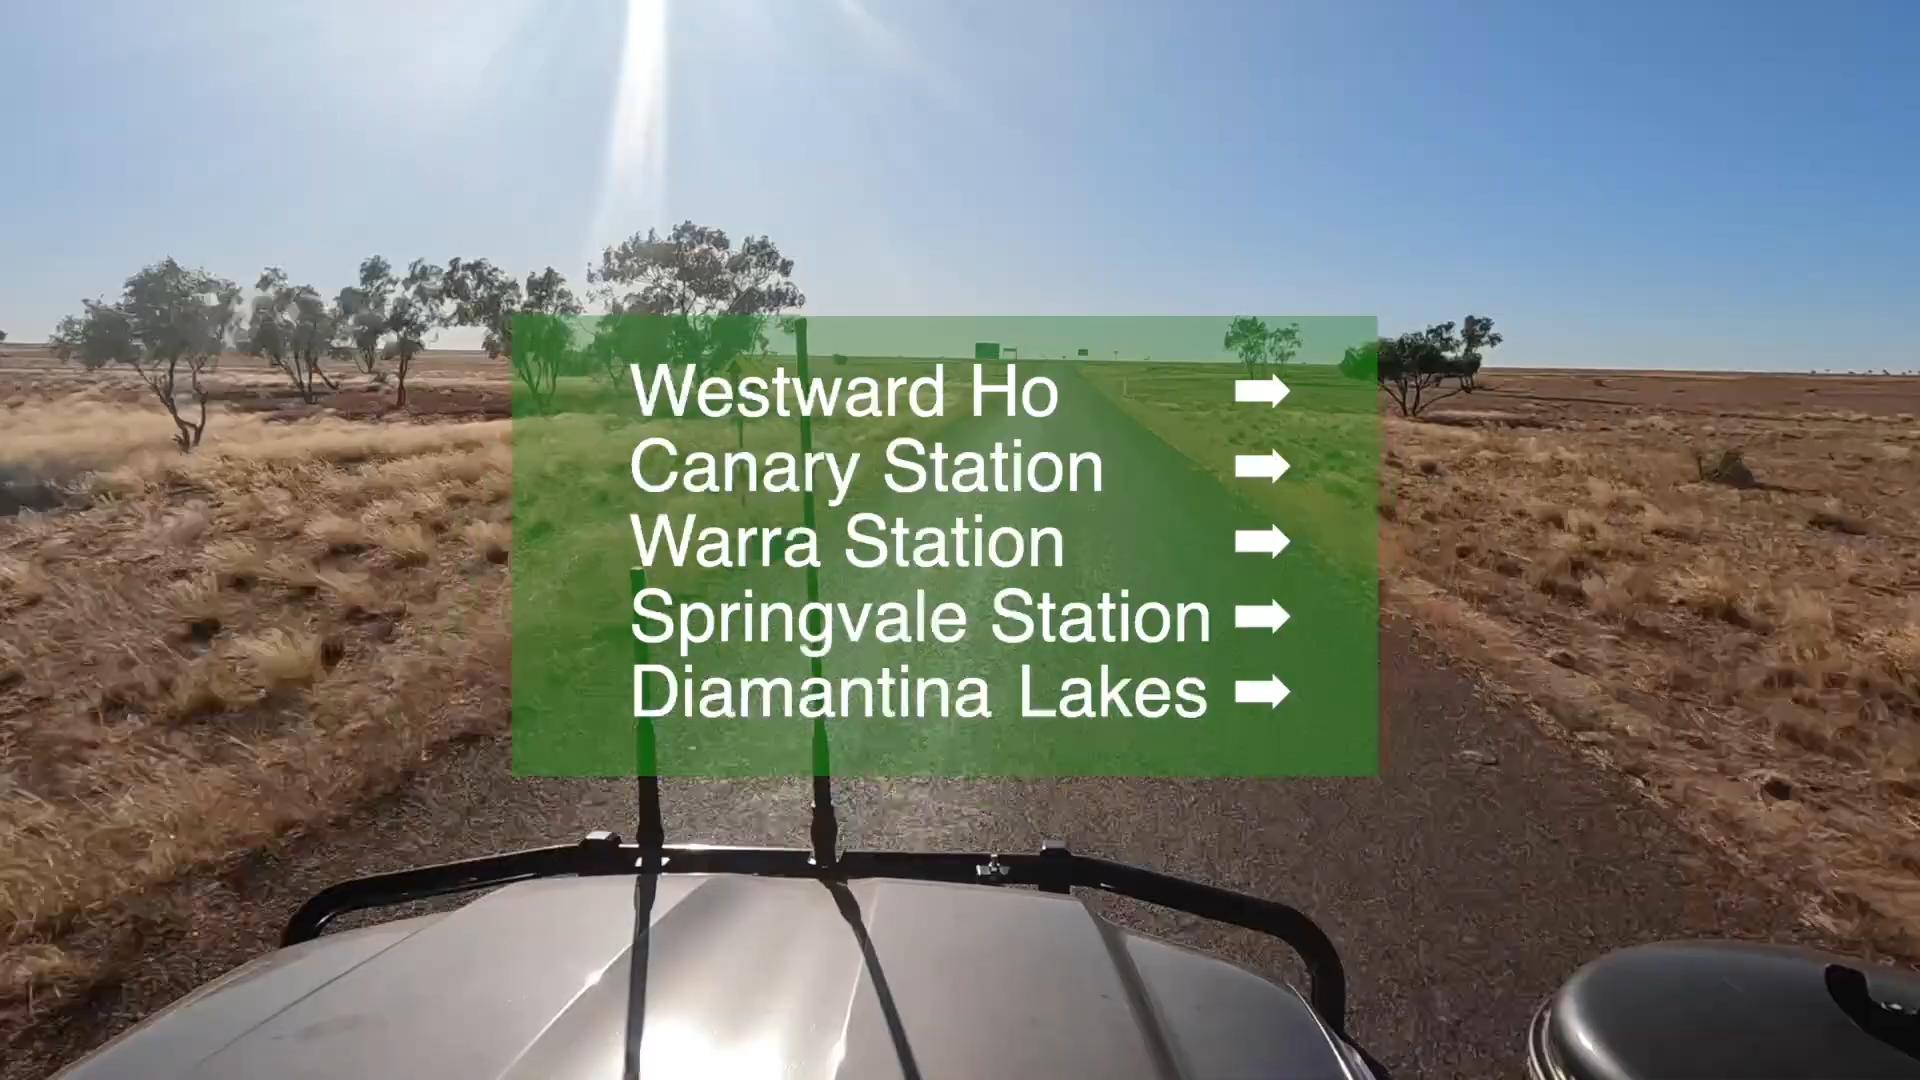 Westward Ho ➡
Canary Station ➡
Warra Station ➡
Springvale Station ➡
Diamantina Lakes ➡